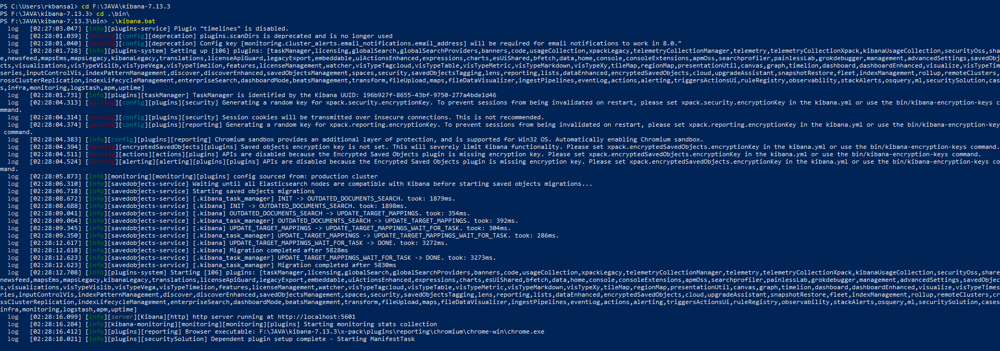 PS C:\Users\rkbansal> cd F:\JAVA\kibana-7.13.3
PS F:\JAVA\kibana-7.13.3> cd .\bin\
PS F:\JAVA\kibana-7.13.3\bin> .\kibana.bat
log [02:27:03.047] [info][plugins-service] Plugin "timelines" is disabled.
log [02:28:01.039] [warning][config][deprecation] plugins.scanDirs is deprecated and is no longer used
log [02:28:01.040] [warning][config][deprecation] Config key [monitoring.cluster_alerts.email_notifications.email_address] will be required for email notifications to work in 8.0."
log [02:28:01.728] [info][plugins-system] Setting up [106] plugins: [taskManager,licensing,globalSearch,globalSearchProviders,banners,code,usageCollection,xpackLegacy,telemetryCollectionManager,telemetry,telemetryCollectionXpack,kibanaUsageCollection,securityOss,sha
e,newsfeed,mapsEms,mapsLegacy,kibanaLegacy,translations,licenseApiGuard,legacyExport,embeddable,uiActionsEnhanced,expressions,charts,esUiShared,bfetch,data,home,console,consoleExtensions,apmOss,searchprofiler,painlessLab,grokdebugger,management,advancedSettings,savedObj
cts,visualizations,visTypeVislib,visTypeVega,visTypeTimelion,features,licenseManagement,watcher,visTypeTagcloud,visTypeTable,visTypeMetric,visTypeMarkdown,visTypeXy,tileMap,regionMap,presentationUtil,canvas,graph,timelion,dashboard,dashboardEnhanced,visualize,visTypeTim
series,inputControlVis,indexPatternManagement,discover,discoverEnhanced,savedObjectsManagement,spaces,security,savedObjectsTagging,lens,reporting,lists,dataEnhanced,encryptedSavedObjects,cloud,upgradeAssistant,snapshotRestore,fleet,indexManagement,rollup,remoteClusters,
rossClusterReplication,indexLifecycleManagement,enterpriseSearch,dashboardMode,beatsManagement,transform,fileUpload,maps,fileDataVisualizer,ingestPipelines,eventLog,actions,alerting,triggersActionsUi,ruleRegistry,observability,stackAlerts,osquery,ml,securitySolution,cas
s,infra,monitoring,logstash,apm,uptime]
log [02:28:01.731] [info][plugins][taskManager] TaskManager is identified by the Kibana UUID: 196b927f-8655-43bf-9750-277a4bde1d46
log [02:28:04.313] [warning][config][plugins][security] Generating a random key for xpack.security.encryptionKey. To prevent sessions from being invalidated on restart, please set xpack.security.encryptionKey in the kibana.yml or use the bin/kibana-encryption-keys c
mmand.
log [02:28:04.314] [warning][config][plugins][security] Session cookies will be transmitted over insecure connections. This is not recommended.
log [02:28:04.374] [warning][config][plugins][reporting] Generating a random key for xpack.reporting.encryptionKey. To prevent sessions from being invalidated on restart, please set xpack.reporting.encryptionKey in the kibana.yml or use the bin/kibana-encryption-key
command.
log [02:28:04.383] [info][config][plugins][reporting] Chromium sandbox provides an additional layer of protection, and is supported for Win32 OS. Automatically enabling Chromium sandbox.
log [02:28:04.394] [warning][encryptedSavedObjects][plugins] Saved objects encryption key is not set. This will severely limit Kibana functionality. Please set xpack.encryptedSavedObjects.encryptionKey in the kibana.yml or use the bin/kibana-encryption-keys command.
log [02:28:04.511] [warning][actions][actions][plugins] APIs are disabled because the Encrypted Saved Objects plugin is missing encryption key. Please set xpack.encryptedSavedObjects.encryptionKey in the kibana.yml or use the bin/kibana-encryption-keys command.
log [02:28:04.524] [warning][alerting][alerting][plugins][plugins] APIs are disabled because the Encrypted Saved Objects plugin is missing encryption key. Please set xpack.encryptedSavedObjects.encryptionKey in the kibana.yml or use the bin/kibana-encryption-keys co
mand.
log [02:28:05.873] [info][monitoring][monitoring][plugins] config sourced from: production cluster
log [02:28:06.310] [info][savedobjects-service] Waiting until all Elasticsearch nodes are compatible with Kibana before starting saved objects migrations...
log [02:28:06.718] [info][savedobjects-service] Starting saved objects migrations
log [02:28:08.672] [info][savedobjects-service] [.kibana_task_manager] INIT -> OUTDATED_DOCUMENTS_SEARCH. took: 1879ms.
log [02:28:08.688] [info][savedobjects-service] [.kibana] INIT -> OUTDATED_DOCUMENTS_SEARCH. took: 1898ms.
log [02:28:09.041] [info][savedobjects-service] [.kibana] OUTDATED_DOCUMENTS_SEARCH -> UPDATE_TARGET_MAPPINGS. took: 354ms.
log [02:28:09.064] [info][savedobjects-service] [.kibana_task_manager] OUTDATED_DOCUMENTS_SEARCH -> UPDATE_TARGET_MAPPINGS. took: 392ms.
log [02:28:09.345] [info][savedobjects-service] [.kibana] UPDATE_TARGET_MAPPINGS -> UPDATE_TARGET_MAPPINGS_WAIT_FOR_TASK. took: 304ms.
log [02:28:09.350] [info][savedobjects-service] [.kibana_task_manager] UPDATE_TARGET_MAPPINGS -> UPDATE_TARGET_MAPPINGS_WAIT_FOR_TASK. took: 286ms.
log [02:28:12.617] [info][savedobjects-service] [.kibana] UPDATE_TARGET_MAPPINGS_WAIT_FOR_TASK -> DONE. took: 3272ms.
log [02:28:12.618] [info][savedobjects-service] [.kibana] Migration completed after 5828ms
log [02:28:12.623] [info][savedobjects-service] [.kibana_task_manager] UPDATE_TARGET_MAPPINGS_WAIT_FOR_TASK -> DONE. took: 3273ms.
log [02:28:12.623] [info][savedobjects-service] [.kibana_task_manager] Migration completed after 5830ms
log [02:28:12.708] [info][plugins-system] Starting [106] plugins: [taskManager,licensing,globalSearch,globalSearchProviders,banners,code,usageCollection,xpackLegacy,telemetryCollectionManager,telemetry,telemetryCollectionXpack,kibanaUsageCollection,securityOss,share
newsfeed,mapsEms,mapsLegacy,kibanaLegacy,translations,licenseApiGuard,legacyExport,embeddable,uiActionsEnhanced,expressions,charts,esUiShared,bfetch,data,home,console,consoleExtensions,apmOss,searchprofiler,painlessLab,grokdebugger,management,advancedSettings,savedObjec
s,visualizations,visTypeVislib,visTypeVega,visTypeTimelion,features,licenseManagement,watcher,visTypeTagcloud,visTypeTable,visTypeMetric,visTypeMarkdown,visTypeXy,tileMap,regionMap,presentationUtil,canvas,graph,timelion,dashboard,dashboardEnhanced,visualize,visTypeTimes
ries,inputControlVis,indexPatternManagement,discover,discoverEnhanced,savedObjectsManagement,spaces,security,savedObjectsTagging,lens,reporting,lists,dataEnhanced,encryptedSavedObjects,cloud,upgradeAssistant,snapshotRestore,fleet,indexManagement,rollup,remoteClusters,cr
ssClusterReplication,indexLifecycleManagement,enterpriseSearch,dashboardMode,beatsManagement,transform,fileUpload,maps,fileDataVisualizer,ingestPipelines,eventLog,actions,alerting,triggersActionsUi,ruleRegistry,observability,stackAlerts,osquery,ml,securitySolution,cases
infra,monitoring,logstash,apm,uptime]
log [02:28:16.099] [info][server][Kibana][http] http server running at http://localhost:5601
log [02:28:16.284] [info][kibana-monitoring][monitoring][monitoring][plugins] Starting monitoring stats collection
log [02:28:16.412] [info][plugins][reporting] Browser executable: F:\JAVA\kibana-7.13.3\x-pack\plugins\reporting\chromium\chrome-win\chrome.exe
log [02:28:18.021] [info][plugins][securitySolution] Dependent plugin setup complete - Starting ManifestTask